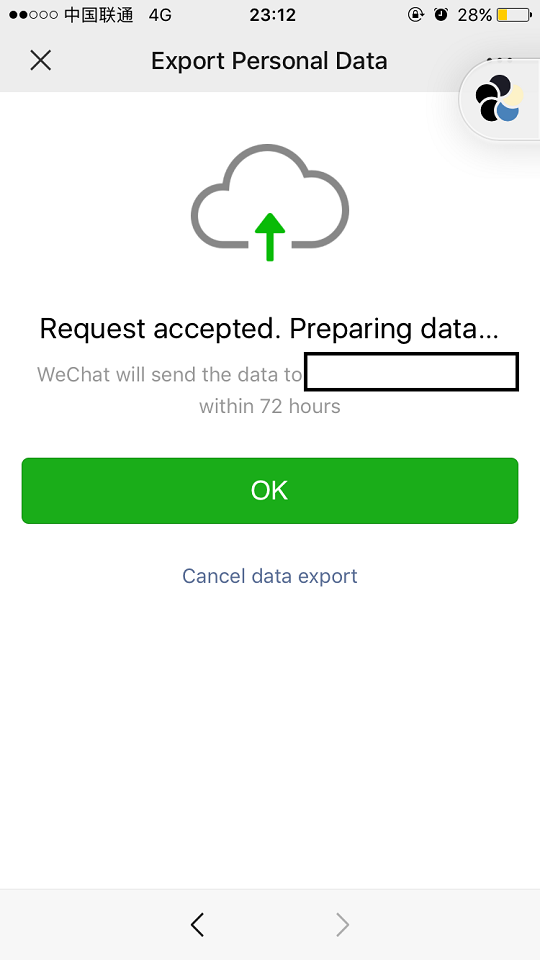 中国联通 4G 23:12 28%
Export Personal Data
Request accepted. Preparing data...
WeChat will send the data to
within 72 hours
OK
Cancel data export